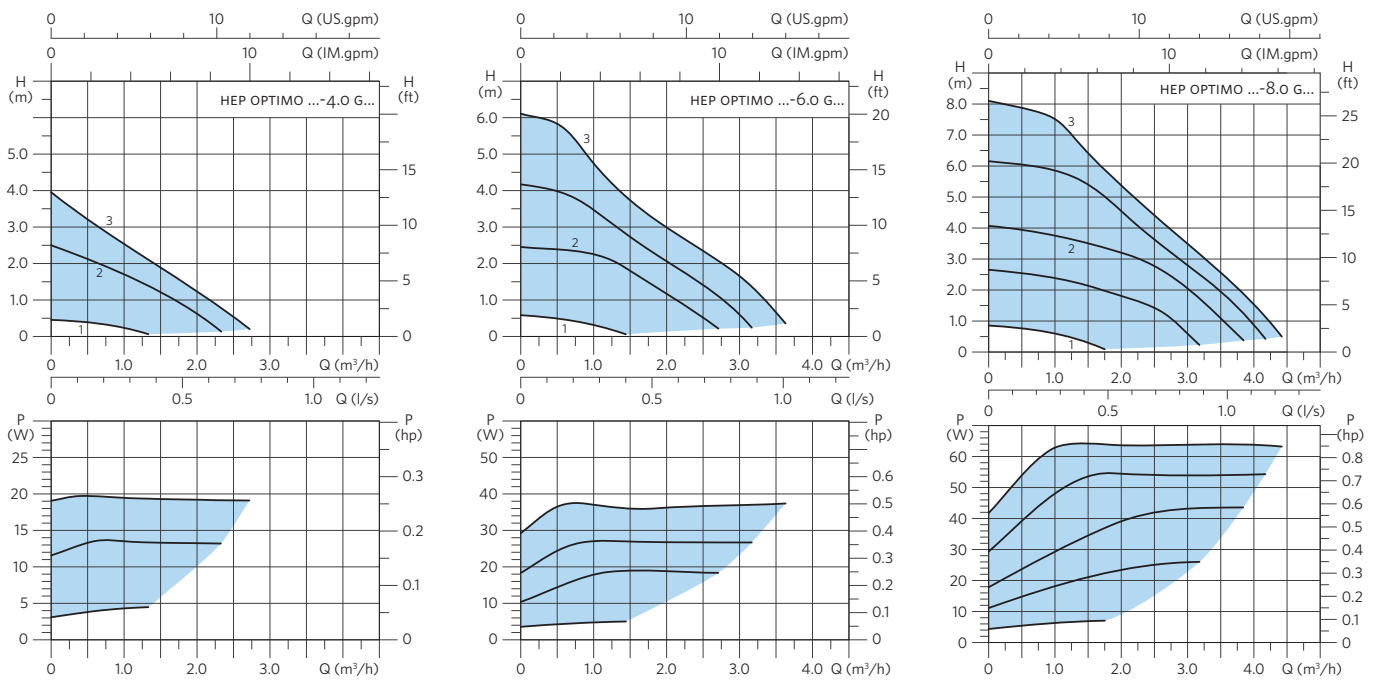 0 10 Q (US.gpm)
0 10 Q (IM.gpm)
H (m) H (ft)
HEP OPTIMO ...-4.0 G...
5.0 15
4.0
3.0 3 10
2.0 2
1.0 5
0 1 0
0 1.0 2.0 3.0 Q (m³/h)
0 0.5 1.0 Q (l/s)
P (W) P (hp)
25
20 0.3
15 0.2
10
5 0.1
0 0
0 1.0 2.0 3.0 Q (m³/h)
0 10 Q (US.gpm)
0 10 Q (IM.gpm)
H (m) H (ft)
HEP OPTIMO ...-6.0 G...
6.0 20
5.0 3 15
4.0
3.0 10
2.0 2
1.0 5
0 1 0
0 1.0 2.0 3.0 4.0 Q (m³/h)
0 0.5 1.0 Q (l/s)
P (W) P (hp)
50 0.6
40 0.5
30 0.4
20 0.3
0.2
10 0.1
0 0
0 1.0 2.0 3.0 4.0 Q (m³/h)
0 10 Q (US.gpm)
0 10 Q (IM.gpm)
H (m) H (ft)
HEP OPTIMO ...-8.0 G...
8.0 25
7.0 3
6.0 20
5.0 15
4.0
3.0 2 10
2.0
1.0 5
0 1 0
0 1.0 2.0 3.0 4.0 Q (m³/h)
0 0.5 1.0 Q (l/s)
P (W) P (hp)
60 0.8
50 0.7
40 0.6
0.5
30 0.4
20 0.3
0.2
10 0.1
0 0
0 1.0 2.0 3.0 4.0 Q (m³/h)